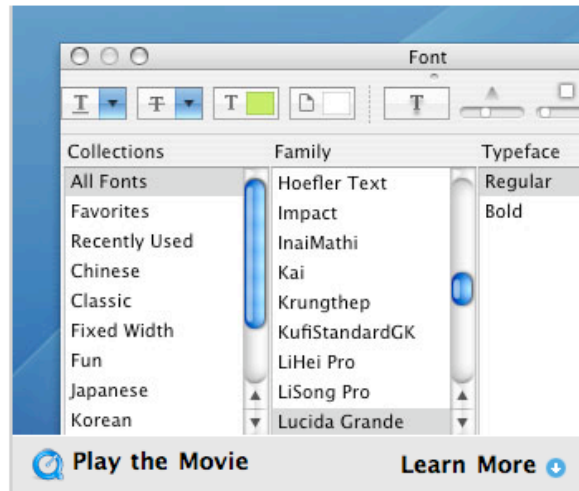 Font
T T T T
Collections Family Typeface
All Fonts Hoefler Text Regular
Favorites Impact Bold
Recently Used InaiMathi
Chinese Kai
Classic Krungthep
Fixed Width KufiStandardGK
Fun LiHei Pro
Japanese LiSong Pro
Korean Lucida Grande
Play the Movie Learn More